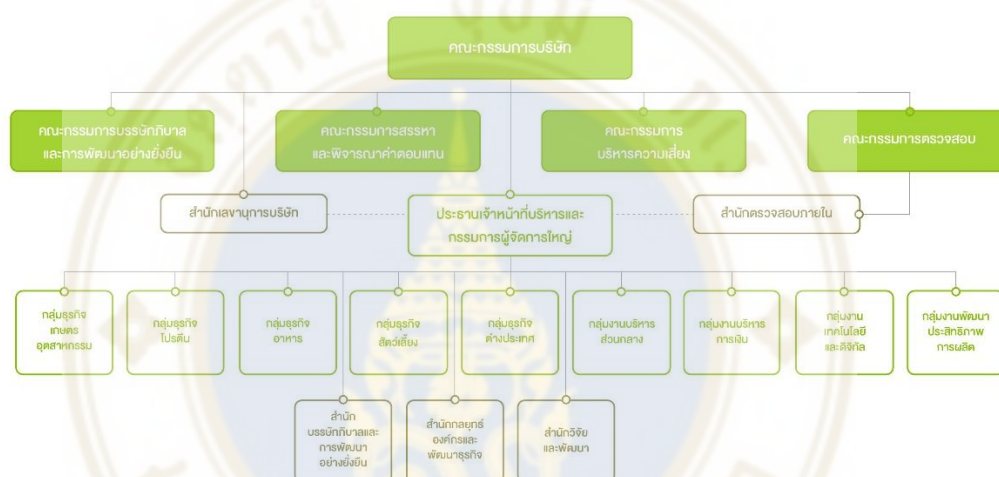 คณะกรรมการบริษัท
คณะกรรมการบรรษัทภิบาล
และการพัฒนาอย่างยั่งยืน
คณะกรรมการสรรหา
และพิจารณาค่าตอบแทน
คณะกรรมการ
บริหารความเสี่ยง
คณะกรรมการตรวจสอบ
สำนักเลขานุการบริษัท
ประธานเจ้าหน้าที่บริหารและ
กรรมการผู้จัดการใหญ่
สำนักตรวจสอบภายใน
กลุ่มธุรกิจ
เกษตร
อุตสาหกรรม
กลุ่มธุรกิจ
โปรตีน
กลุ่มธุรกิจ
อาหาร
กลุ่มธุรกิจ
สัตว์เลี้ยง
กลุ่มธุรกิจ
ต่างประเทศ
กลุ่มงานบริหาร
ส่วนกลาง
กลุ่มงานบริหาร
การเงิน
กลุ่มงาน
เทคโนโลยี
และดิจิทัล
กลุ่มงานพัฒนา
ประสิทธิภาพ
การผลิต
สำนัก
บรรษัทภิบาลและ
การพัฒนา
อย่างยั่งยืน
สำนักกลยุทธ์
องค์กรและ
พัฒนาธุรกิจ
สำนักวิจัย
และพัฒนา